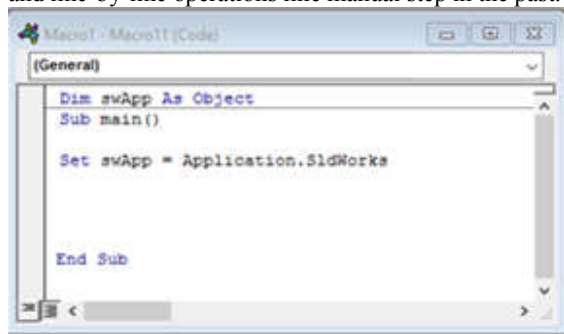 and line-by-line operations like manual step in the past.
Macro1 - Macro11 (Code)
(General)
Dim swApp As Object
Sub main()
Set swApp = Application.SldWorks
End Sub